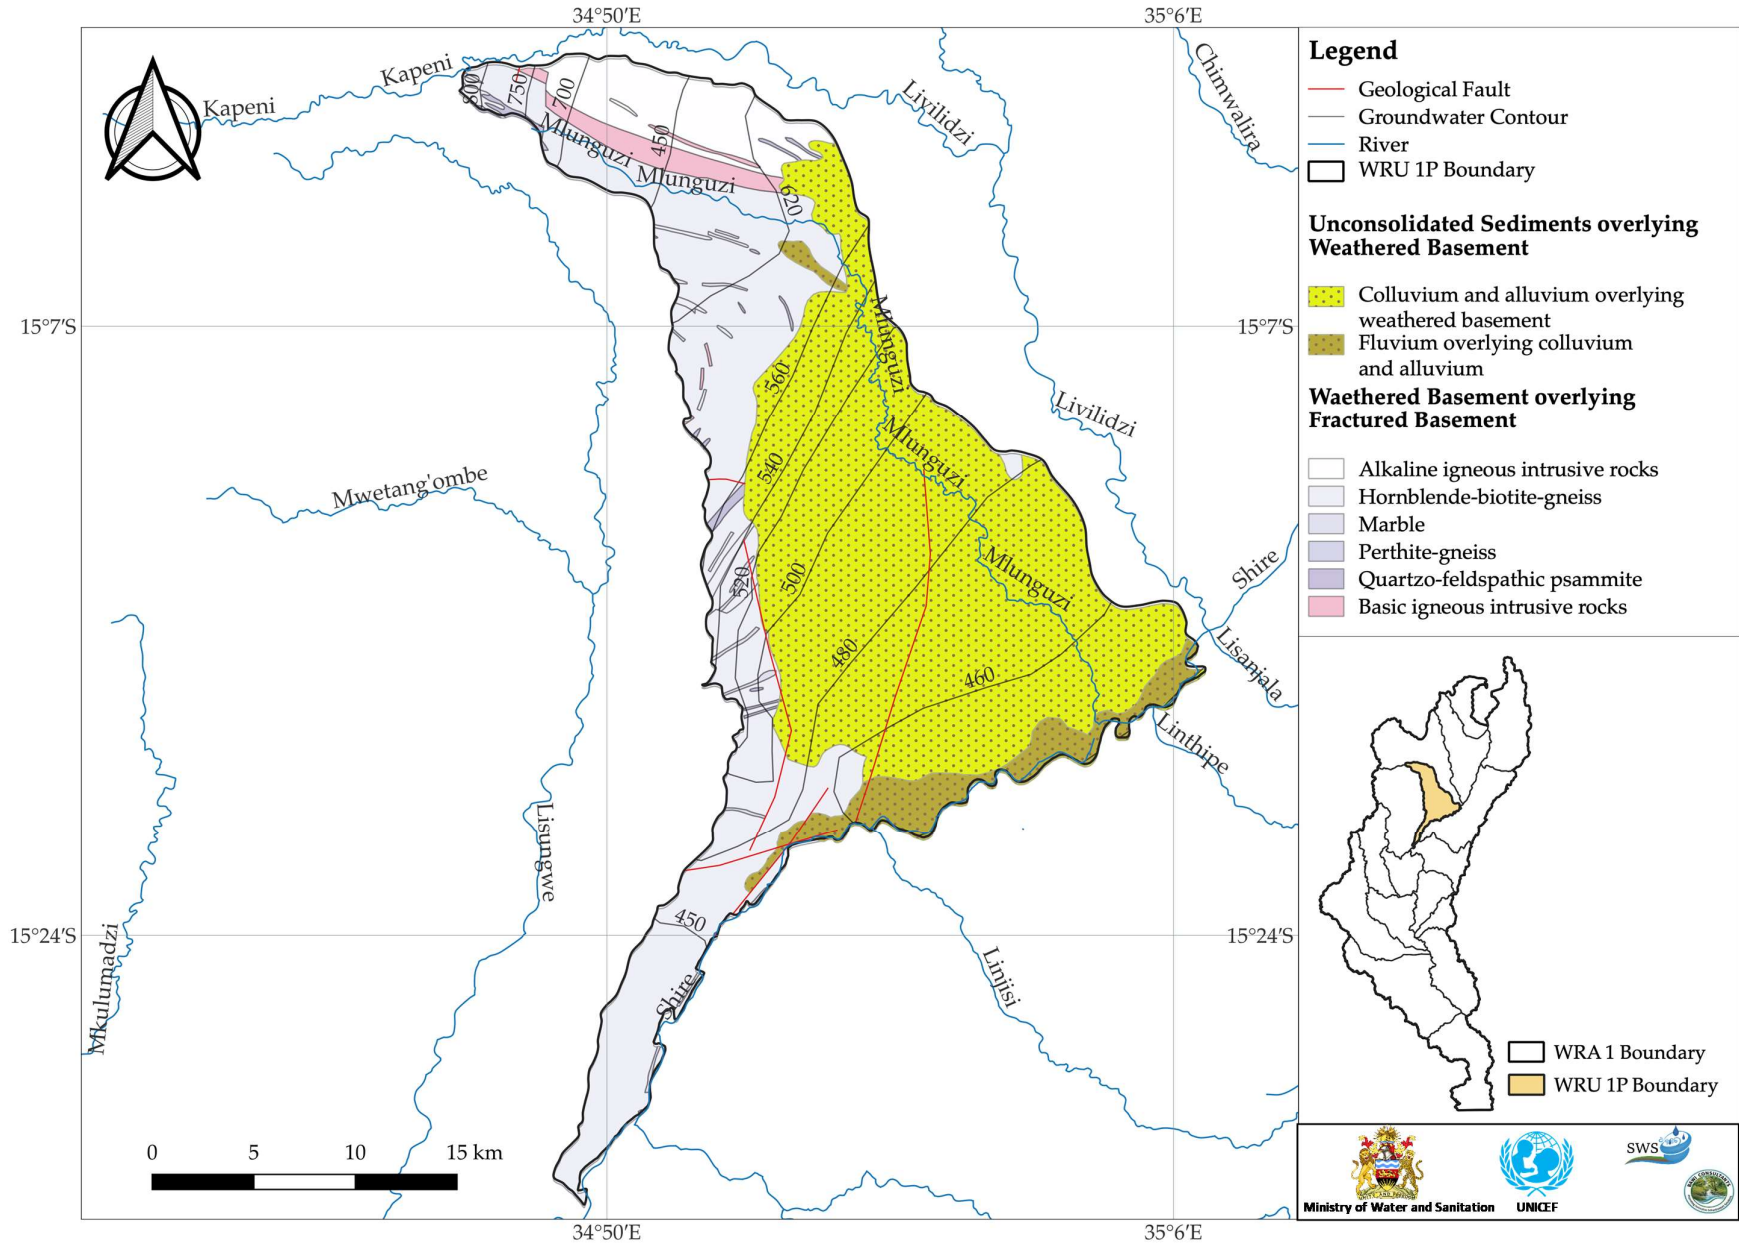 34°50′E
35°6′E
Kapeni
Kapeni
800
750
700
450
Mlunguzi
Mlunguzi
620
Livilidzi
Chimwalira
15°7′S
15°7′S
Mlunguzi
560
Livilidzi
Mlunguzi
540
Mwetang'ombe
520
500
Mlunguzi
Shire
480
460
Lisanjala
Linthipe
Lisungwe
450
15°24′S
15°24′S
Mkulumadzi
Shire
Linjisi
0 5 10 15 km
34°50′E
35°6′E
Legend
Geological Fault
Groundwater Contour
River
WRU 1P Boundary
Unconsolidated Sediments overlying
Weathered Basement
Colluvium and alluvium overlying
weathered basement
Fluvium overlying colluvium
and alluvium
Waethered Basement overlying
Fractured Basement
Alkaline igneous intrusive rocks
Hornblende-biotite-gneiss
Marble
Perthite-gneiss
Quartzo-feldspathic psammite
Basic igneous intrusive rocks
WRA 1 Boundary
WRU 1P Boundary
SWS
Ministry of Water and Sanitation
UNICEF